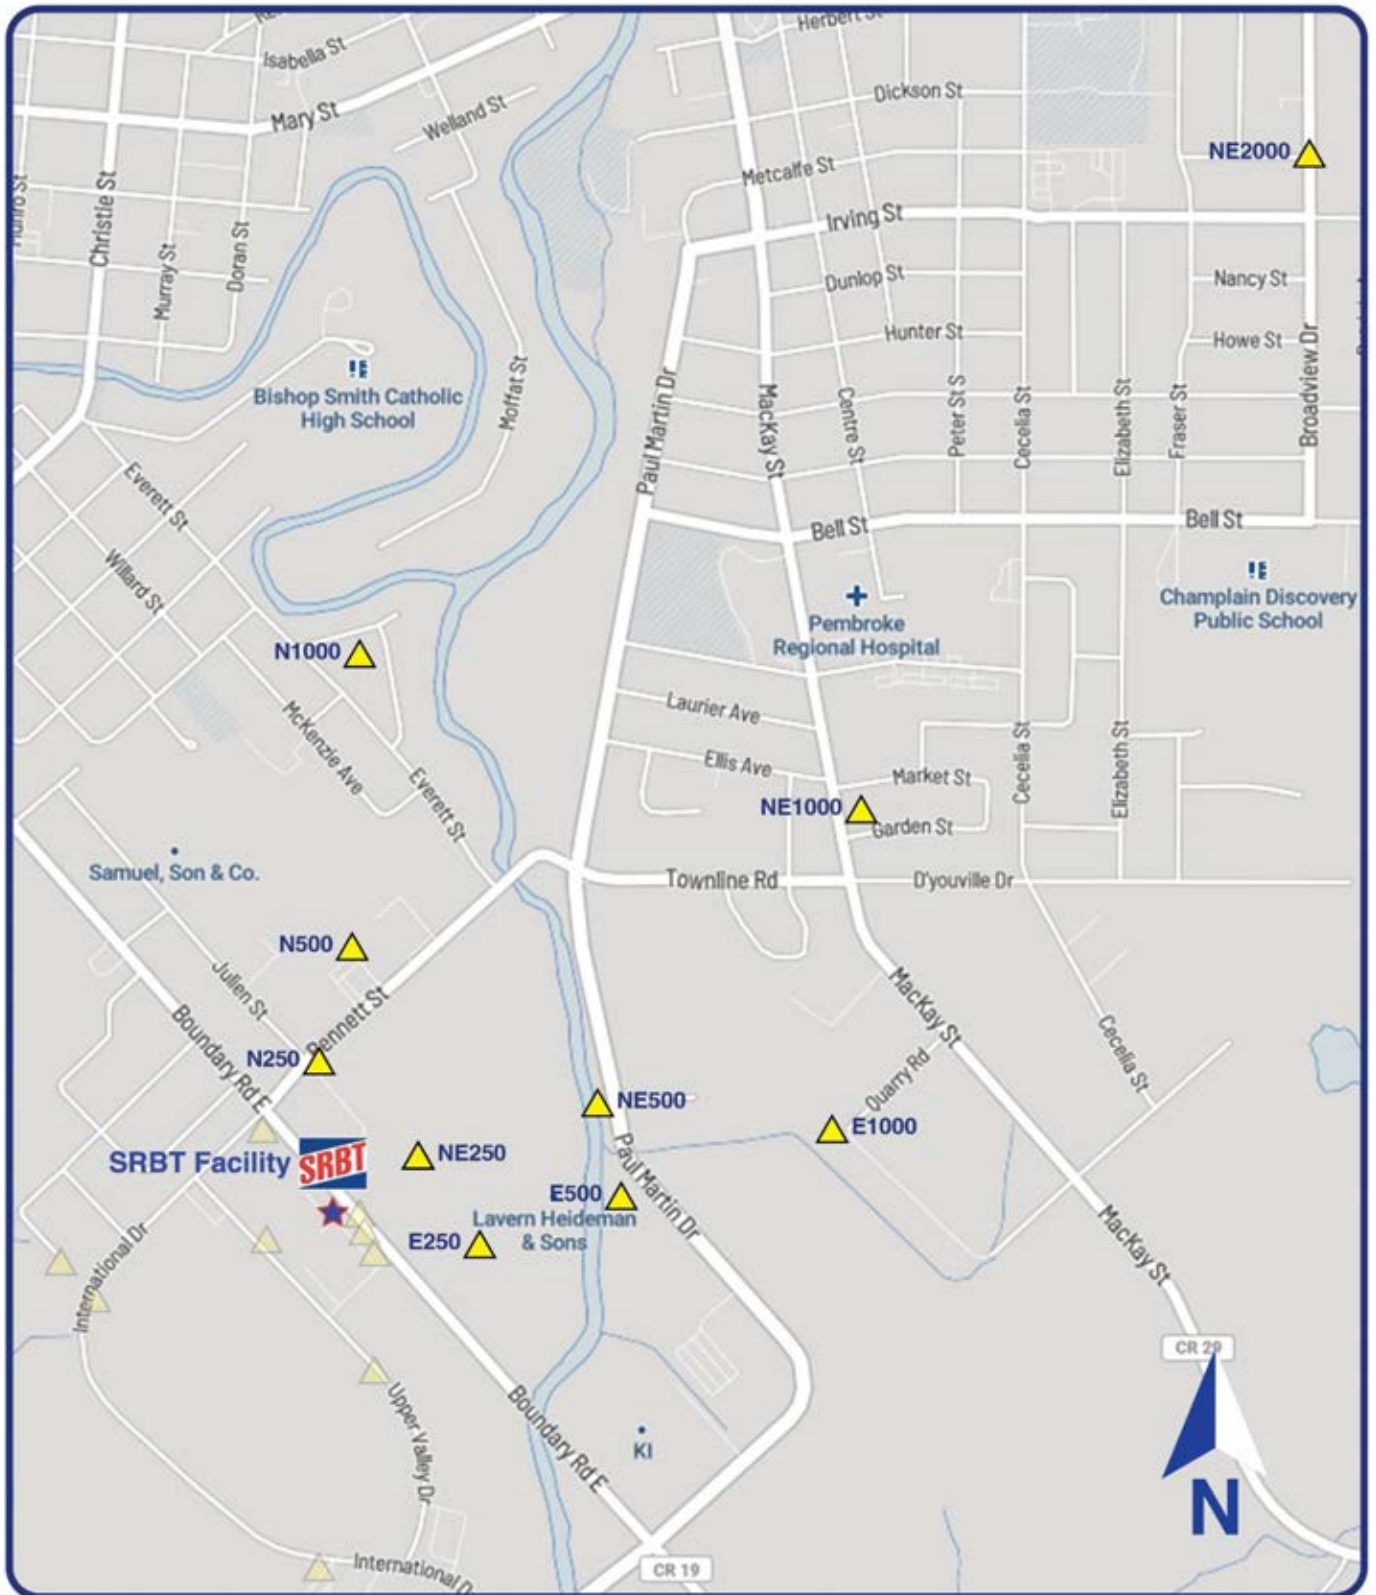 Herbert St
Isabella St
Mary St
Welland St
Dickson St
NE2000
Metcalfe St
Irving St
Christie St
Murray St
Doran St
Dunlop St
Nancy St
Hunter St
Howe St
Bishop Smith Catholic
High School
Moffat St
Paul Martin Dr
MacKay St
Centre St
Peter S
Cecelia St
Elizabeth St
Fraser St
Broadview Dr
Everett St
Bell St
Bell St
Willard St
Champlain Discovery
Public School
Pembroke
Regional Hospital
N1000
Laurier Ave
McKenzie Ave
Ellis Ave
Market St
Cecelia St
Elizabeth St
Everett St
NE1000
Garden St
Samuel, Son & Co.
Townline Rd
D'youville Dr
N500
Julien St
MacKay St
Boundary Rd E
Bennett St
Cecelia St
N250
Quarry Rd
NE500
E1000
SRBT Facility
SRBT
NE250
Paul Martin Dr
E500
Lavern Heideman
& Sons
E250
International Dr
MacKay St
CR 29
Upper Valley Dr
Boundary Rd E
KI
N
International D
CR 19